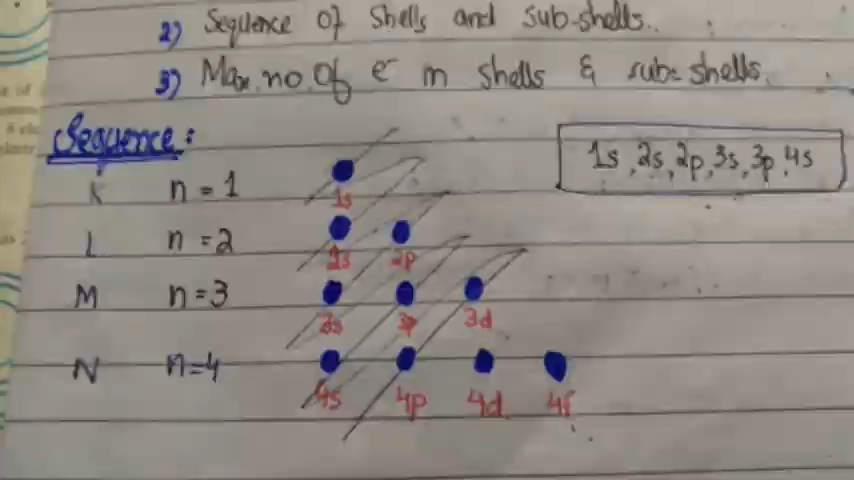 2) Sequence of shells and sub-shells.
3) Max. no. of e⁻ in shells & sub-shells.
Sequence:
1s, 2s, 2p, 3s, 3p, 4s
K n = 1
1s
L n = 2
2p
M n = 3
3s 3p 3d
N n = 4
4s 4p 4d 4f